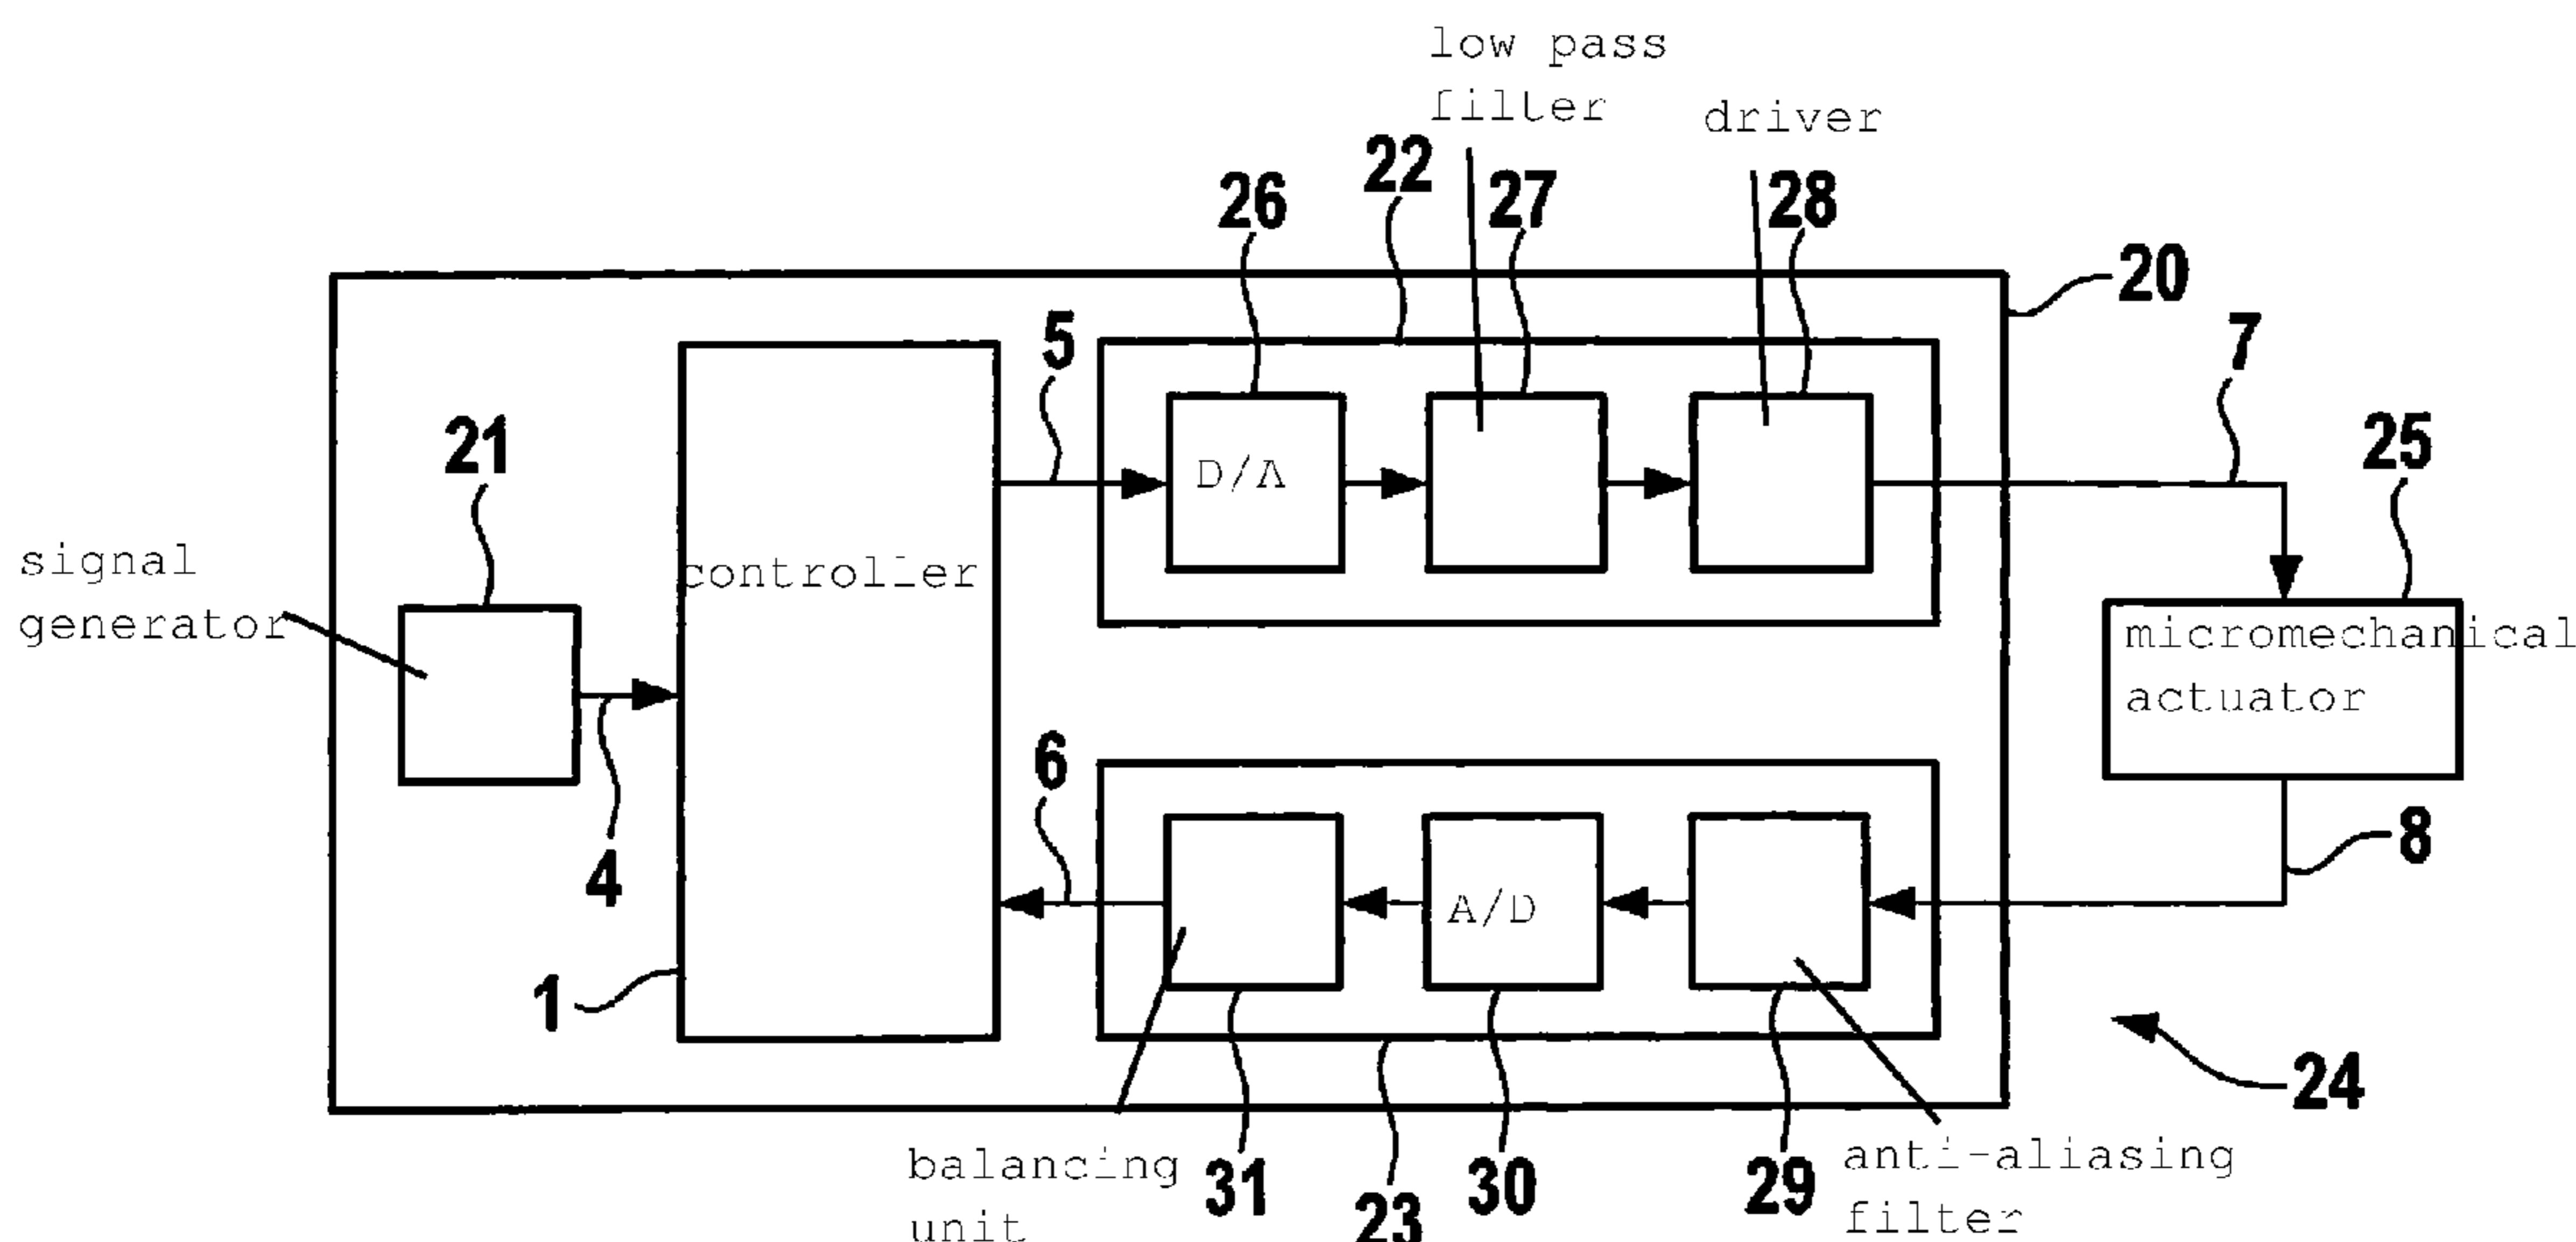 low pass
filter
driver
22
26
27
28
20
5
7
21
25
D/A
signal
generator
controller
micromechanical
actuator
6
4
8
A/D
1
24
balancing
unit
31
23
30
29
anti-aliasing
filter